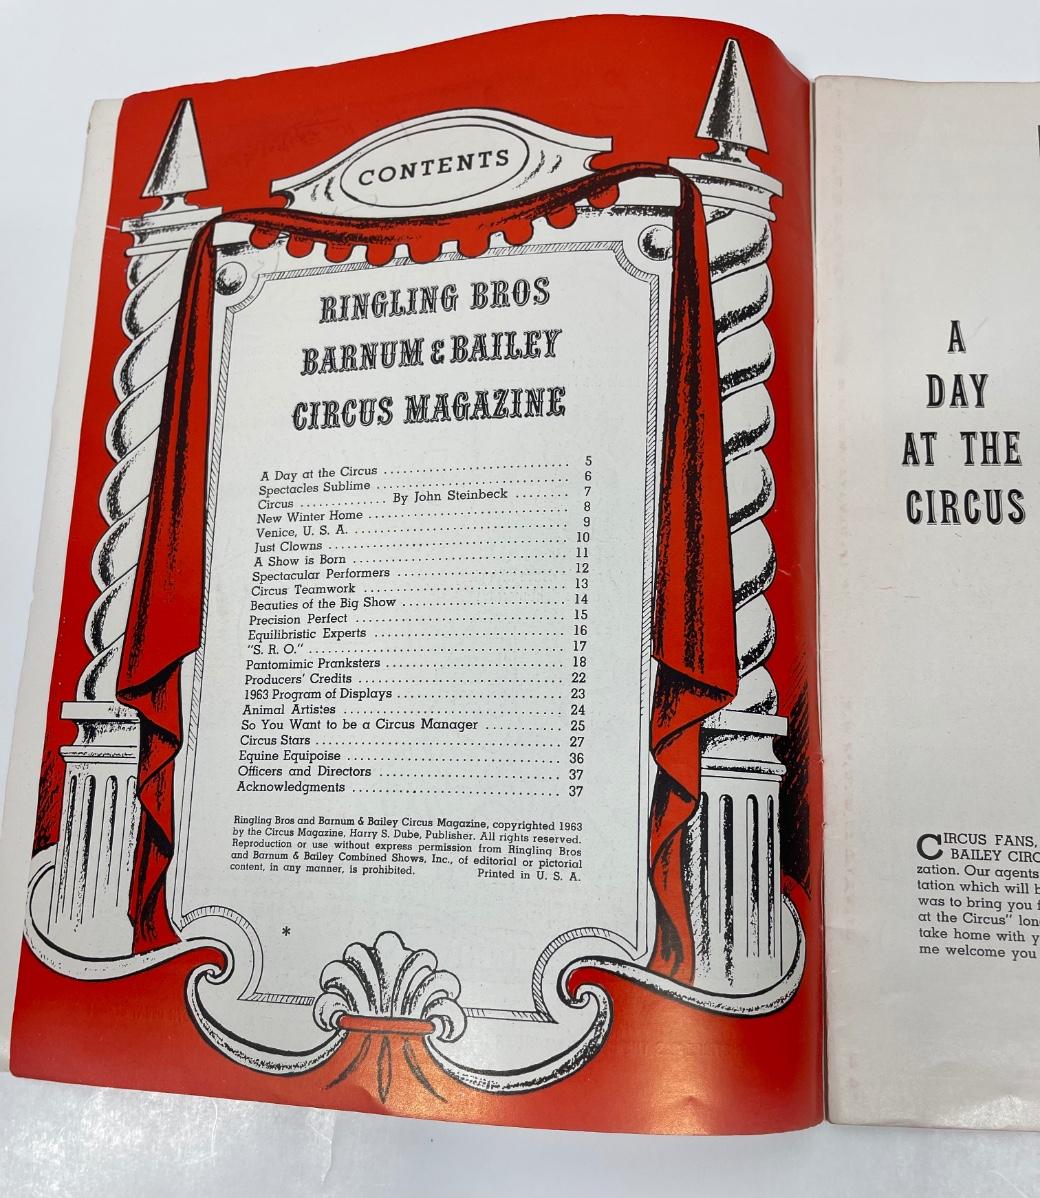 CONTENTS
RINGLING BROS
BARNUM & BAILEY
CIRCUS MAGAZINE
A Day at the Circus ........................ 5
Spectacles Sublime ........................ 6
Circus ............ By John Steinbeck ........ 7
New Winter Home ........................ 8
Venice, U. S. A. ........................ 9
Just Clowns ........................ 10
A Show is Born ........................ 11
Spectacular Performers ........................ 12
Circus Teamwork ........................ 13
Beauties of the Big Show ........................ 14
Precision Perfect ........................ 15
Equilibristic Experts ........................ 16
"S. R. O." ........................ 17
Pantomimic Pranksters ........................ 18
Producers' Credits ........................ 22
1963 Program of Displays ........................ 23
Animal Artistes ........................ 24
So You Want to be a Circus Manager ............ 25
Circus Stars ........................ 27
Equine Equipoise ........................ 36
Officers and Directors ........................ 37
Acknowledgments ........................ 37
Ringling Bros and Barnum & Bailey Circus Magazine, copyrighted 1963
by the Circus Magazine, Harry S. Dube, Publisher. All rights reserved.
Reproduction or use without express permission from Ringling Bros
and Barnum & Bailey Combined Shows, Inc., of editorial or pictorial
content, in any manner, is prohibited. Printed in U. S. A.
*
A
DAY
AT THE
CIRCUS
CIRCUS FANS,
BAILEY CIRC
zation. Our agents
tation which will b
was to bring you f
at the Circus" lon
take home with y
me welcome you